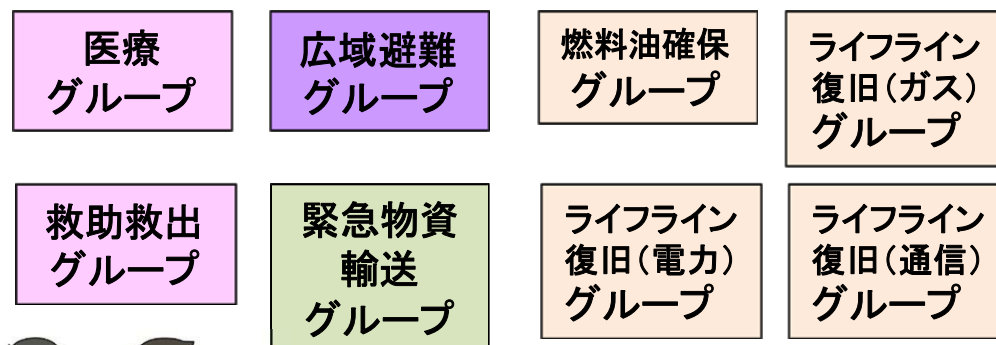 医療
グループ
広域避難
グループ
燃料油確保
グループ
ライフライン
復旧（ガス）
グループ
救助救出
グループ
緊急物資
輸送
グループ
ライフライン
復旧（電力）
グループ
ライフライン
復旧（通信）
グループ